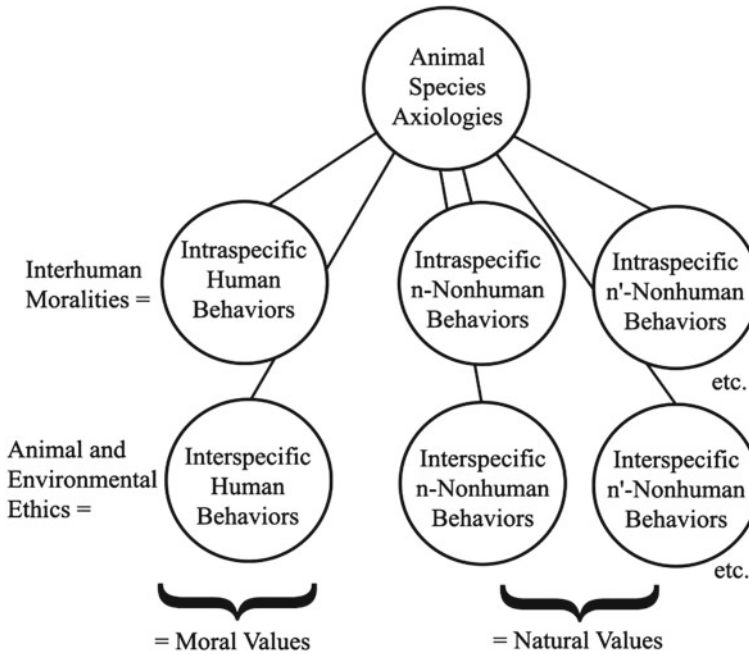 Animal
Species
Axiologies
Interhuman
Moralities =
Intraspecific
Human
Behaviors
Intraspecific
n-Nonhuman
Behaviors
Intraspecific
n'-Nonhuman
Behaviors
etc.
Animal and
Environmental
Ethics =
Interspecific
Human
Behaviors
Interspecific
n-Nonhuman
Behaviors
Interspecific
n'-Nonhuman
Behaviors
etc.
= Moral Values
= Natural Values